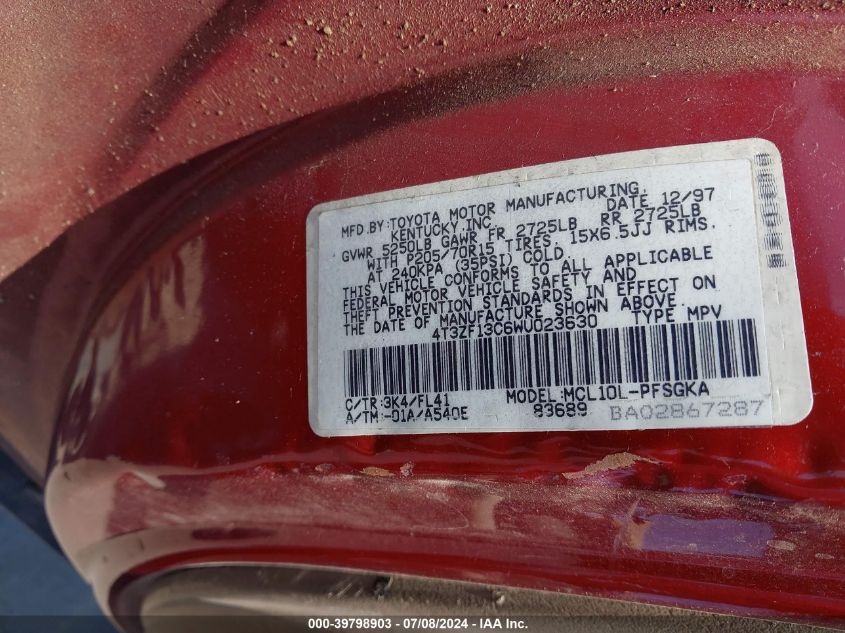 MFD.BY:TOYOTA MOTOR MANUFACTURING,
KENTUCKY,INC. DATE 12/97
GVWR 5250LB GAWR FR 2725LB RR 2725LB
WITH P205/70R15 TIRES, 15X6.5JJ RIMS,
AT 240KPA (35PSI) COLD.
THIS VEHICLE CONFORMS TO ALL APPLICABLE
FEDERAL MOTOR VEHICLE SAFETY AND
THEFT PREVENTION STANDARDS IN EFFECT ON
THE DATE OF MANUFACTURE SHOWN ABOVE.
4T3ZF13C6WU023630 TYPE MPV
C/TR:3K4/FL41 MODEL:MCL10L-PFSGKA
A/TM:-01A/A540E 83689 BA02867287
000-39798903 / 07/08/2024 - IAA, Inc.